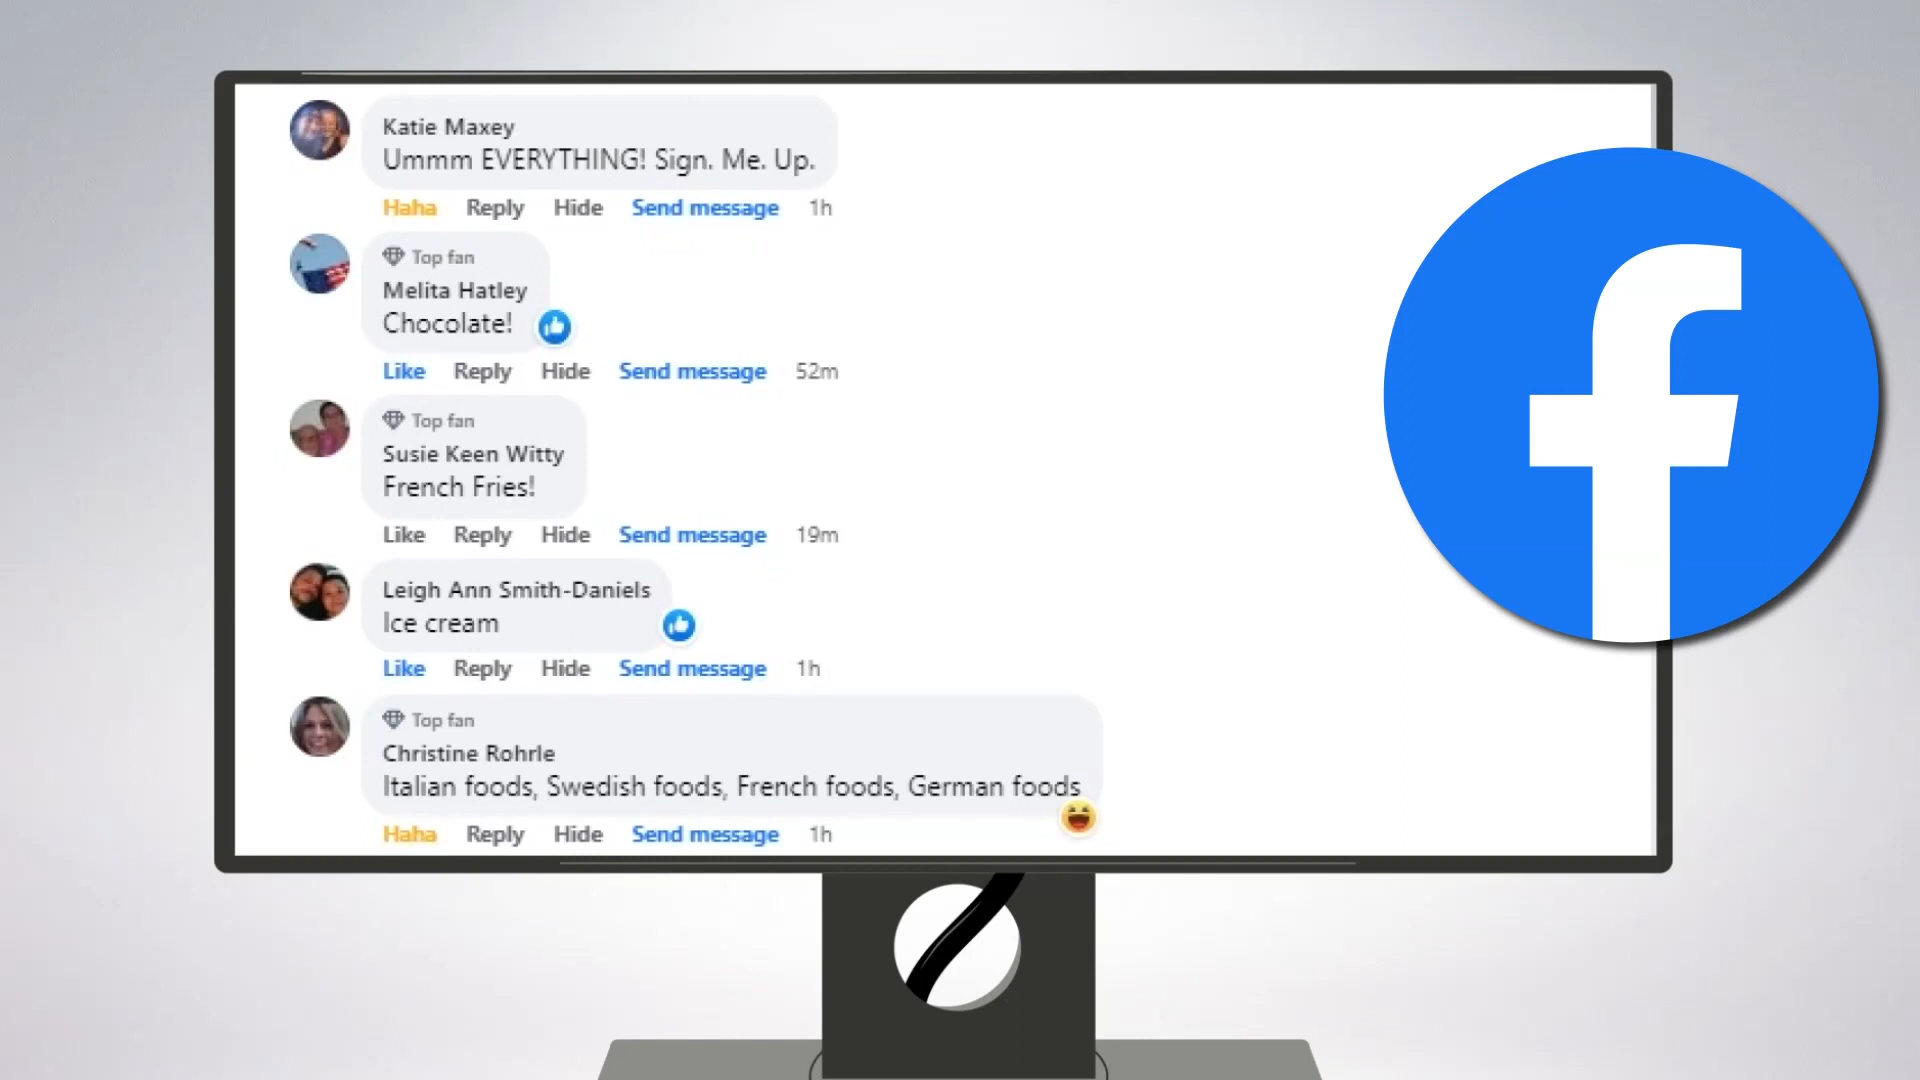 Katie Maxey
Ummm EVERYTHING! Sign. Me. Up.
Haha Reply Hide Send message 1h
Top fan
Melita Hatley
Chocolate!
Like Reply Hide Send message 52m
Top fan
Susie Keen Witty
French Fries!
Like Reply Hide Send message 19m
Leigh Ann Smith-Daniels
Ice cream
Like Reply Hide Send message 1h
Top fan
Christine Rohrle
Italian foods, Swedish foods, French foods, German foods
Haha Reply Hide Send message 1h
f